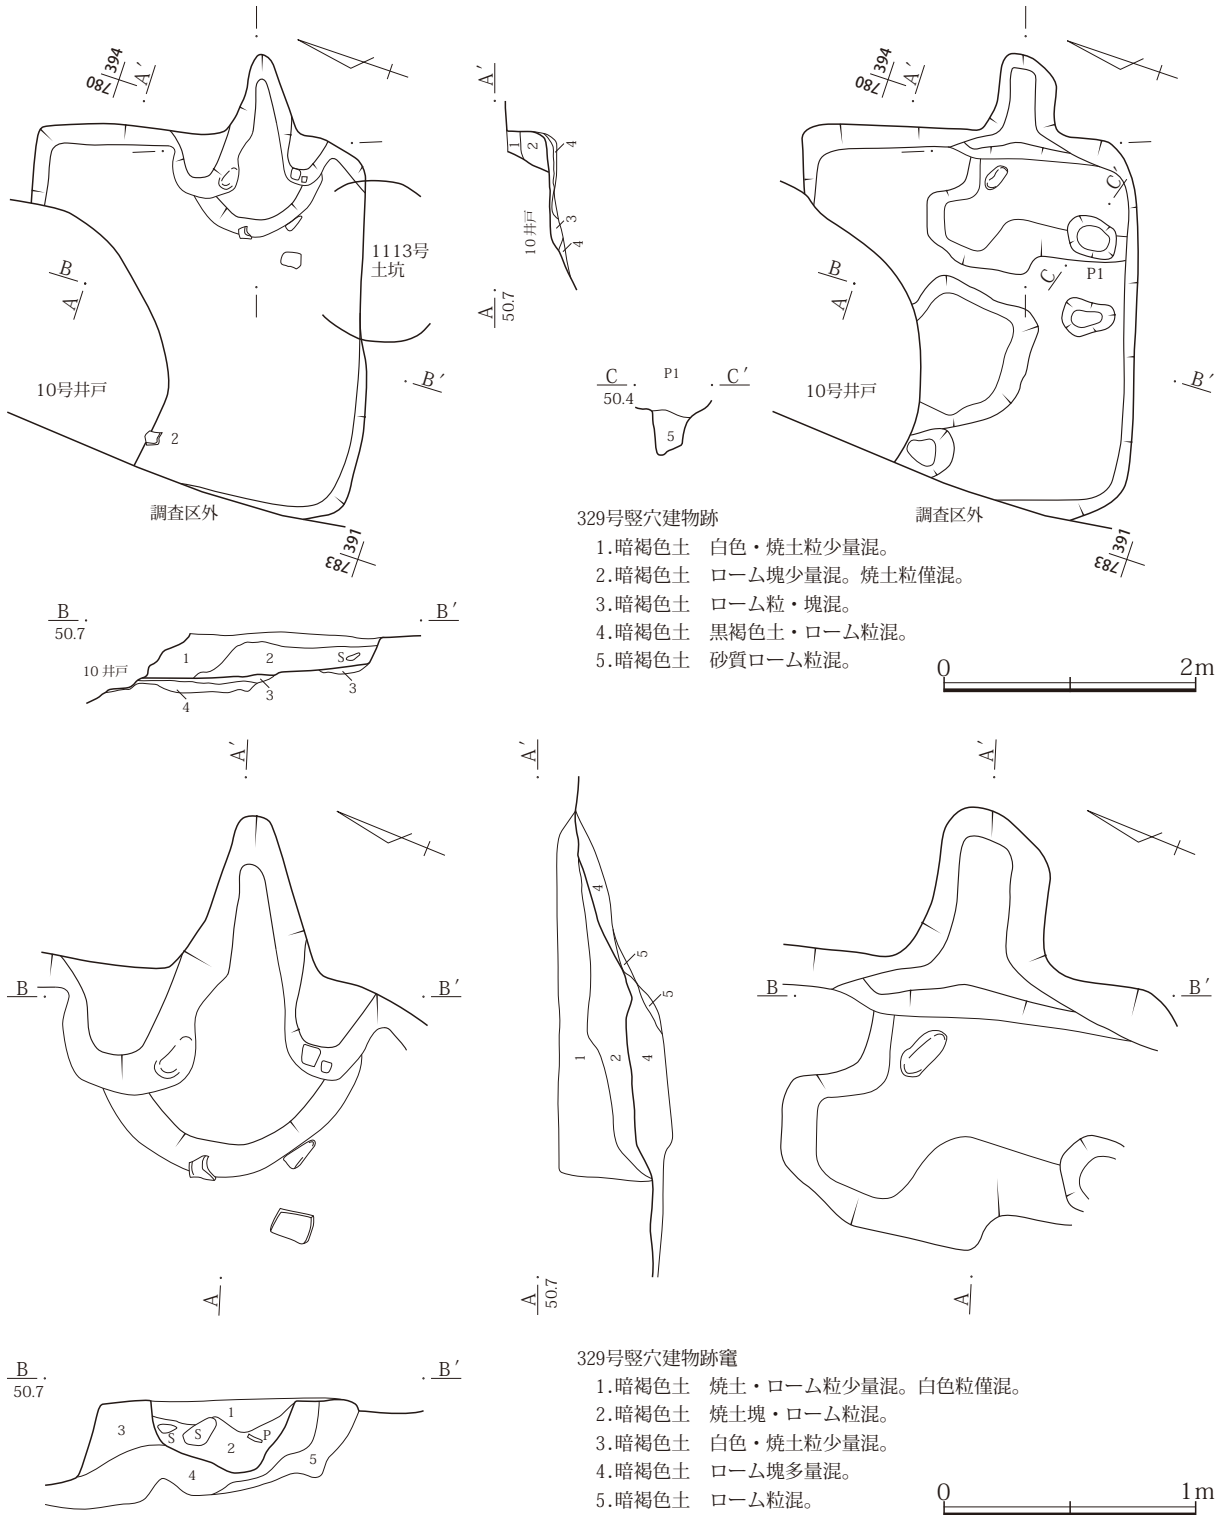 394
780
A′
A′
1
2
4
10 井戸
3
4
A
50.7
394
780
A′
C′
1113号
土坑
B
A
B′
10号井戸
2
調査区外
391
783
C
50.4
P1
C′
5
B
A
C
P1
B′
10号井戸
調査区外
391
783
329号竪穴建物跡
1.暗褐色土　白色・焼土粒少量混。
2.暗褐色土　ローム塊少量混。焼土粒僅混。
3.暗褐色土　ローム粒・塊混。
4.暗褐色土　黒褐色土・ローム粒混。
5.暗褐色土　砂質ローム粒混。
0　2m
B
50.7
B′
10 井戸
1
2
S
3
3
4
A′
B
B′
A
A′
4
5
5
1
2
4
A
50.7
A′
B
B′
A
B
50.7
B′
3
1
S
S
2
P
4
5
329号竪穴建物跡竈
1.暗褐色土　焼土・ローム粒少量混。白色粒僅混。
2.暗褐色土　焼土塊・ローム粒混。
3.暗褐色土　白色・焼土粒少量混。
4.暗褐色土　ローム塊多量混。
5.暗褐色土　ローム粒混。
0　1m